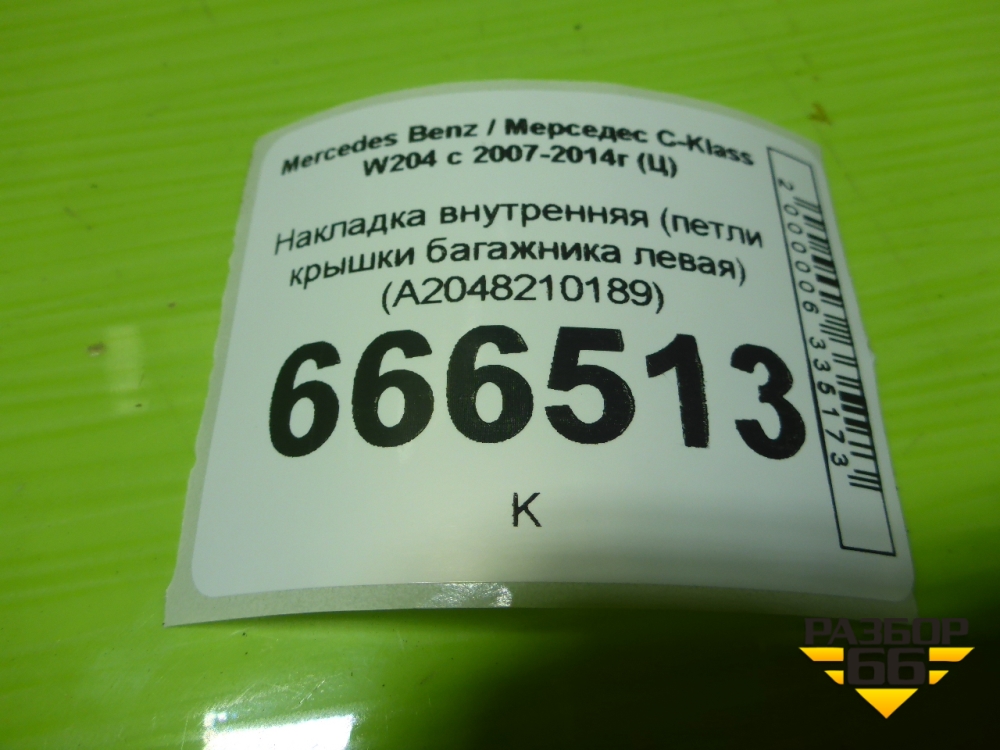 Mercedes Benz / Мерседес C-Klass
W204 с 2007-2014г (Ц)
Накладка внутренняя (петли
крышки багажника левая)
(A2048210189)
666513
К
2000006335173
РАЗБОР
66